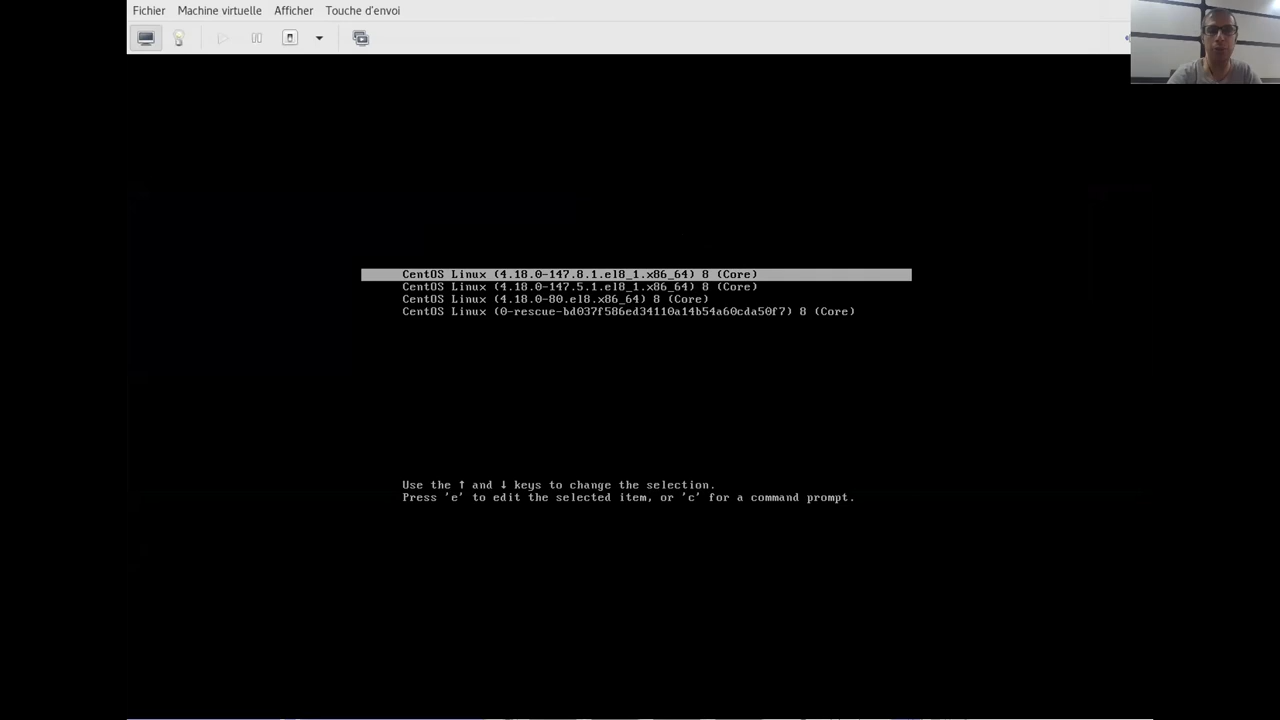 Fichier Machine virtuelle Afficher Touche d'envoi
CentOS Linux (4.18.0-147.8.1.el8_1.x86_64) 8 (Core)
CentOS Linux (4.18.0-147.5.1.el8_1.x86_64) 8 (Core)
CentOS Linux (4.18.0-80.el8.x86_64) 8 (Core)
CentOS Linux (0-rescue-bd037f586ed34110a14b54a60cda50f7) 8 (Core)
Use the ↑ and ↓ keys to change the selection.
Press 'e' to edit the selected item, or 'c' for a command prompt.